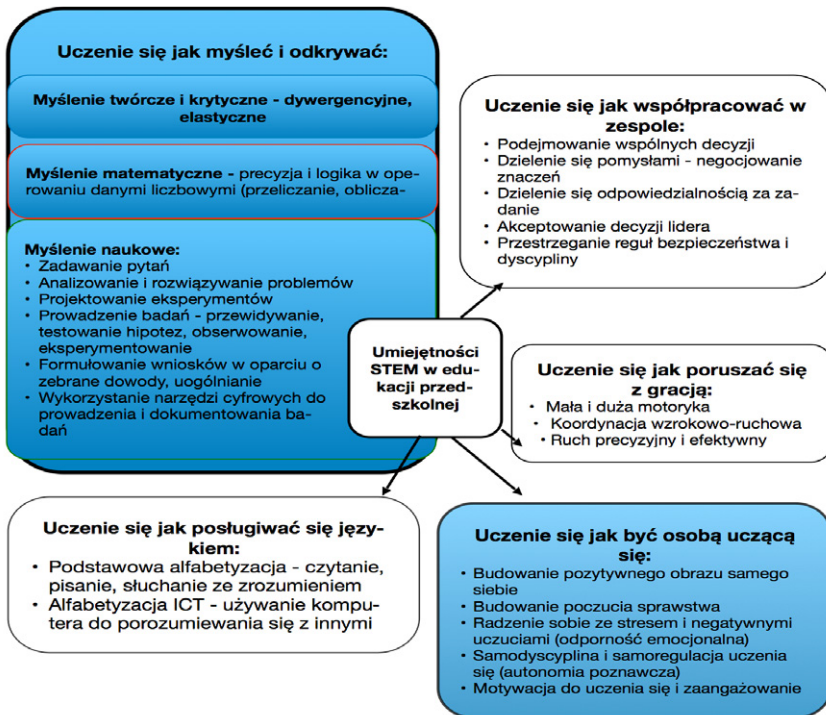 Uczenie się jak myśleć i odkrywać:
Myślenie twórcze i krytyczne - dywergencyjne,
elastyczne
Myślenie matematyczne - precyzja i logika w ope-
rowaniu danymi liczbowymi (przeliczanie, oblicza-
Myślenie naukowe:
• Zadawanie pytań
• Analizowanie i rozwiązywanie problemów
• Projektowanie eksperymentów
• Prowadzenie badań - przewidywanie,
testowanie hipotez, obserwowanie,
eksperymentowanie
• Formułowanie wniosków w oparciu o
zebrane dowody, uogólnianie
• Wykorzystanie narzędzi cyfrowych do
prowadzenia i dokumentowania ba-
dań
Uczenie się jak współpracować w
zespole:
• Podejmowanie wspólnych decyzji
• Dzielenie się pomysłami - negocjowanie
znaczeń
• Dzielenie się odpowiedzialnością za za-
danie
• Akceptowanie decyzji lidera
• Przestrzeganie reguł bezpieczeństwa i
dyscypliny
Umiejętności
STEM w edu-
kacji przed-
szkolnej
Uczenie się jak poruszać się
z gracją:
• Mała i duża motoryka
• Koordynacja wzrokowo-ruchowa
• Ruch precyzyjny i efektywny
Uczenie się jak posługiwać się języ-
kiem:
• Podstawowa alfabetyzacja - czytanie,
pisanie, słuchanie ze zrozumieniem
• Alfabetyzacja ICT - używanie kompu-
tera do porozumiewania się z innymi
Uczenie się jak być osobą uczącą
się:
• Budowanie pozytywnego obrazu samego
siebie
• Budowanie poczucia sprawstwa
• Radzenie sobie ze stresem i negatywnymi
uczuciami (odporność emocjonalna)
• Samodyscyplina i samoregulacja uczenia
się (autonomia poznawcza)
• Motywacja do uczenia się i zaangażowanie